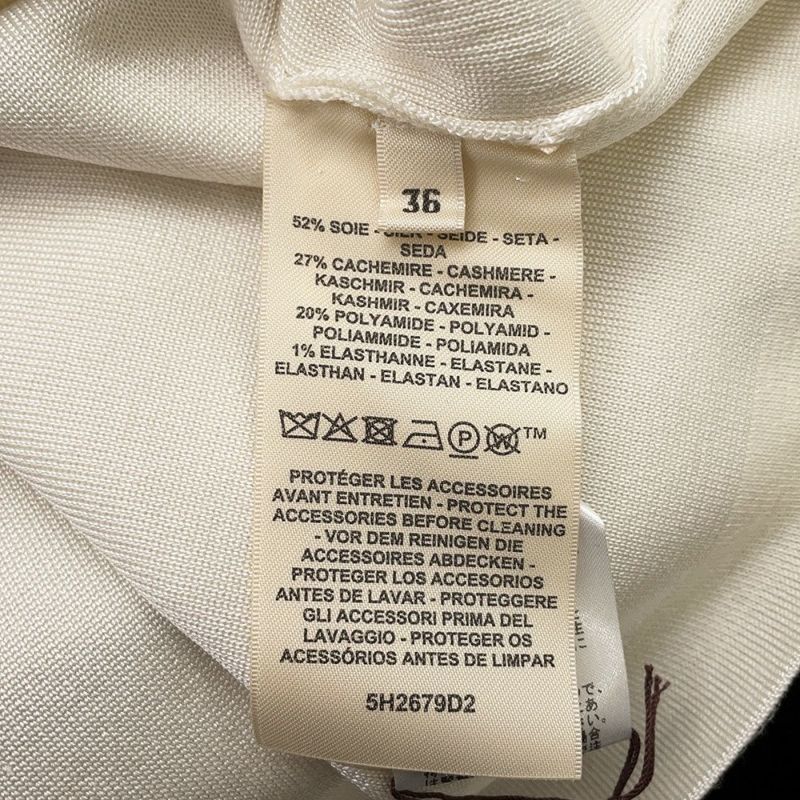 36
52% SOIE - SILK - SEIDE - SETA -
SEDA
27% CACHEMIRE - CASHMERE -
KASCHMIR - CACHEMIRA -
KASHMIR - CAXEMIRA
20% POLYAMIDE - POLYAMID -
POLIAMMIDE - POLIAMIDA
1% ELASTHANNE - ELASTANE -
ELASTHAN - ELASTAN - ELASTANO
P W TM
PROTÉGER LES ACCESSOIRES
AVANT ENTRETIEN - PROTECT THE
ACCESSORIES BEFORE CLEANING
- VOR DEM REINIGEN DIE
ACCESSOIRES ABDECKEN -
PROTEGER LOS ACCESORIOS
ANTES DE LAVAR - PROTEGGERE
GLI ACCESSORI PRIMA DEL
LAVAGGIO - PROTEGER OS
ACESSÓRIOS ANTES DE LIMPAR
5H2679D2